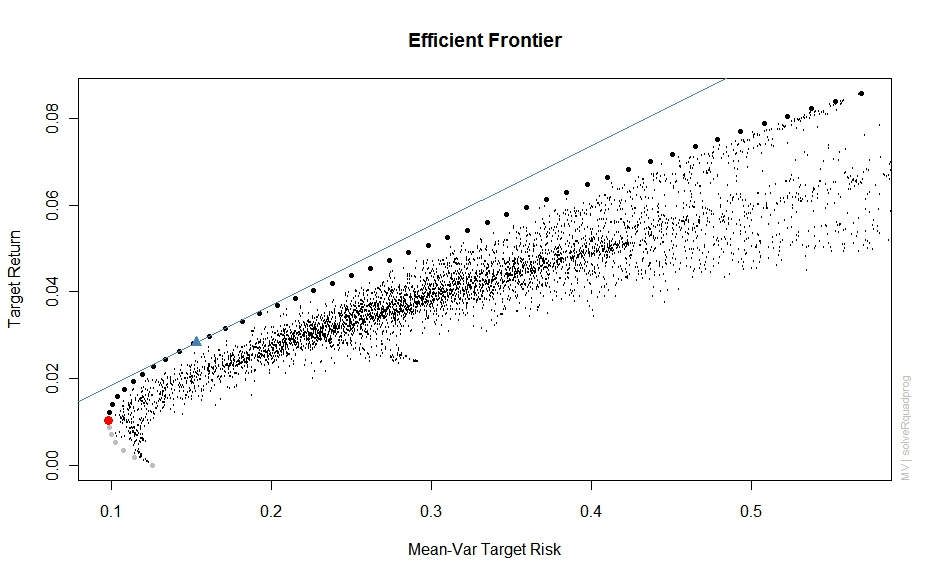 Efficient Frontier
0.08
0.06
0.04
0.02
0.00
Target Return
0.1
0.2
0.3
0.4
0.5
Mean-Var Target Risk
MV | solveRquadprog